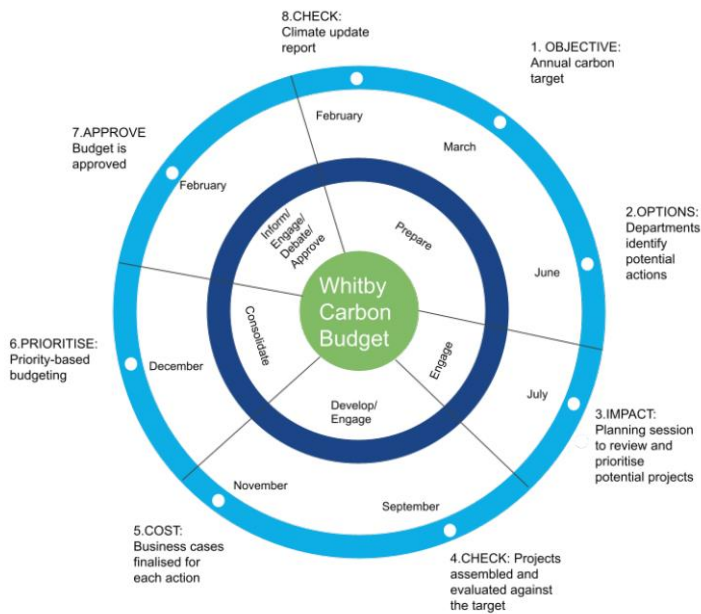 8.CHECK:
Climate update
report
1. OBJECTIVE:
Annual carbon
target
2.OPTIONS:
Departments
identify
potential
actions
3.IMPACT:
Planning session
to review and
prioritise
potential projects
4.CHECK: Projects
assembled and
evaluated against
the target
5.COST:
Business cases
finalised for
each action
6.PRIORITISE:
Priority-based
budgeting
7.APPROVE
Budget is
approved
February
March
June
July
September
November
December
February
Prepare
Engage
Develop/
Engage
Consolidate
Inform/
Engage/
Debate/
Approve
Whitby
Carbon
Budget